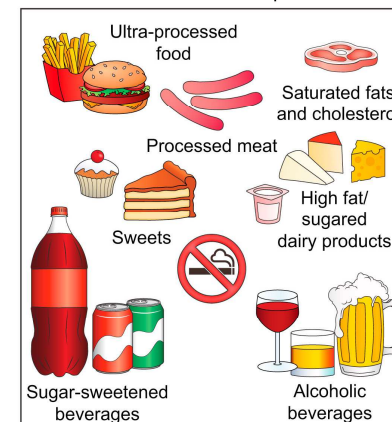 Ultra-processed
food
Saturated fats
and cholestero
Processed meat
High fat/
sugared
dairy products
Sweets
Sugar-sweetened
beverages
Alcoholic
beverages